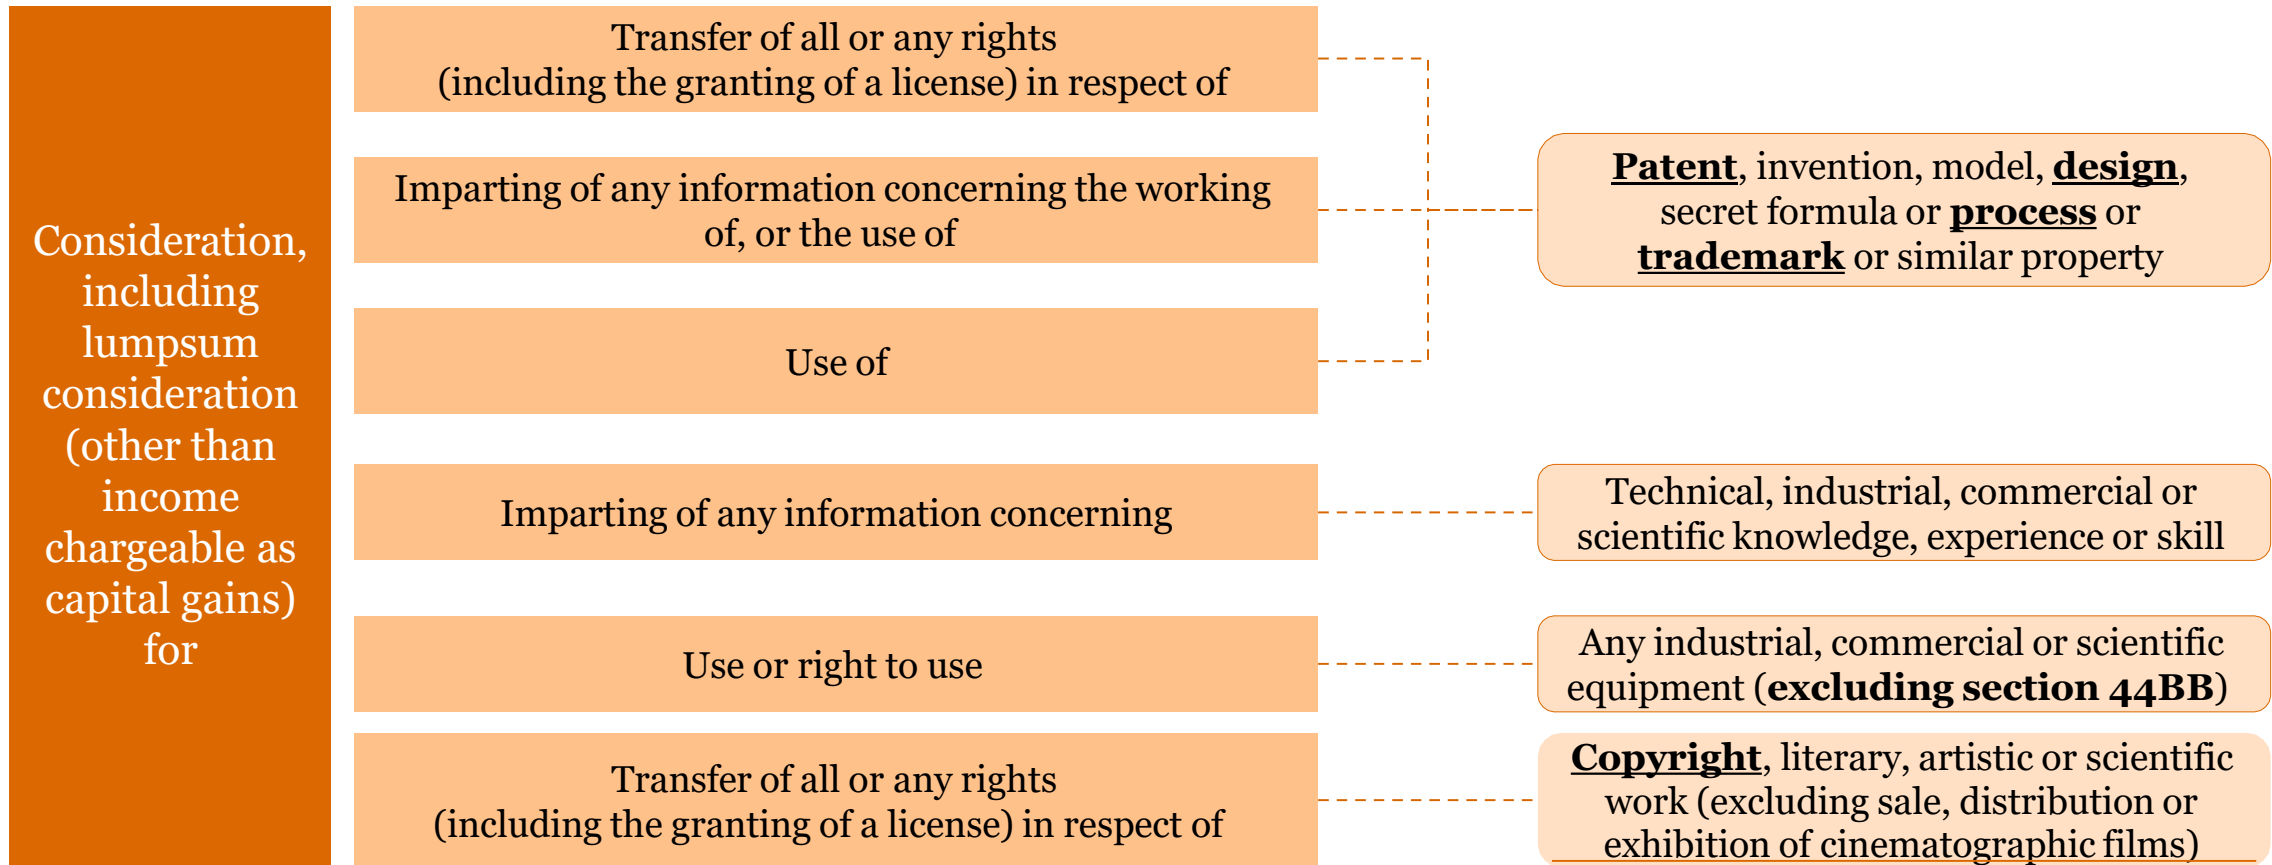 Consideration,
including
lumpsum
consideration
(other than
income
chargeable as
capital gains)
for
Transfer of all or any rights
(including the granting of a license) in respect of
Imparting of any information concerning the working
of, or the use of
Use of
Patent, invention, model, design,
secret formula or process or
trademark or similar property
Imparting of any information concerning
Technical, industrial, commercial or
scientific knowledge, experience or skill
Use or right to use
Any industrial, commercial or scientific
equipment (excluding section 44BB)
Transfer of all or any rights
(including the granting of a license) in respect of
Copyright, literary, artistic or scientific
work (excluding sale, distribution or
exhibition of cinematographic films)